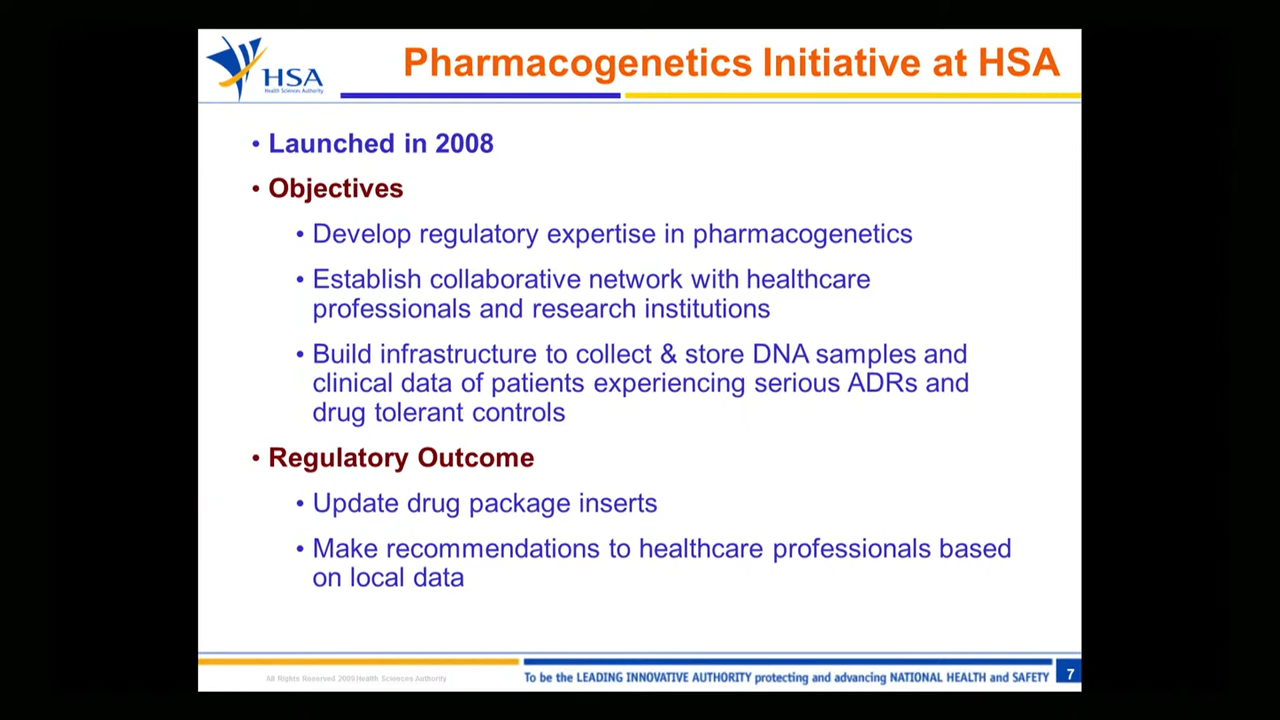 HSA
Health Sciences Authority
Pharmacogenetics Initiative at HSA
• Launched in 2008
• Objectives
• Develop regulatory expertise in pharmacogenetics
• Establish collaborative network with healthcare
professionals and research institutions
• Build infrastructure to collect & store DNA samples and
clinical data of patients experiencing serious ADRs and
drug tolerant controls
• Regulatory Outcome
• Update drug package inserts
• Make recommendations to healthcare professionals based
on local data
All Rights Reserved 2009 Health Sciences Authority
To be the LEADING INNOVATIVE AUTHORITY protecting and advancing NATIONAL HEALTH and SAFETY
7